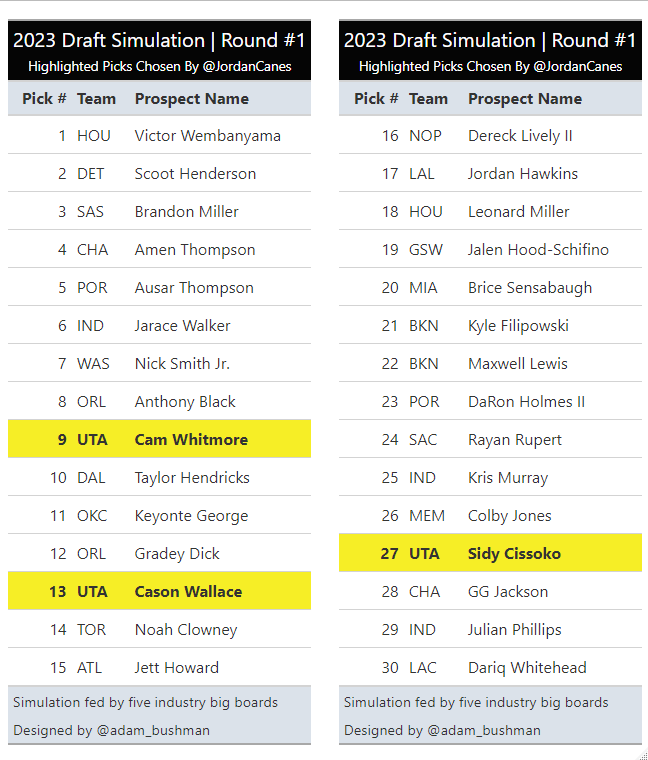 2023 Draft Simulation | Round #1
Highlighted Picks Chosen By @JordanCanes
Pick # Team Prospect Name
1 HOU Victor Wembanyama
2 DET Scoot Henderson
3 SAS Brandon Miller
4 CHA Amen Thompson
5 POR Ausar Thompson
6 IND Jarace Walker
7 WAS Nick Smith Jr.
8 ORL Anthony Black
9 UTA Cam Whitmore
10 DAL Taylor Hendricks
11 OKC Keyonte George
12 ORL Gradey Dick
13 UTA Cason Wallace
14 TOR Noah Clowney
15 ATL Jett Howard
Simulation fed by five industry big boards
Designed by @adam_bushman
2023 Draft Simulation | Round #1
Highlighted Picks Chosen By @JordanCanes
Pick # Team Prospect Name
16 NOP Dereck Lively II
17 LAL Jordan Hawkins
18 HOU Leonard Miller
19 GSW Jalen Hood-Schifino
20 MIA Brice Sensabaugh
21 BKN Kyle Filipowski
22 BKN Maxwell Lewis
23 POR DaRon Holmes II
24 SAC Rayan Rupert
25 IND Kris Murray
26 MEM Colby Jones
27 UTA Sidy Cissoko
28 CHA GG Jackson
29 IND Julian Phillips
30 LAC Dariq Whitehead
Simulation fed by five industry big boards
Designed by @adam_bushman